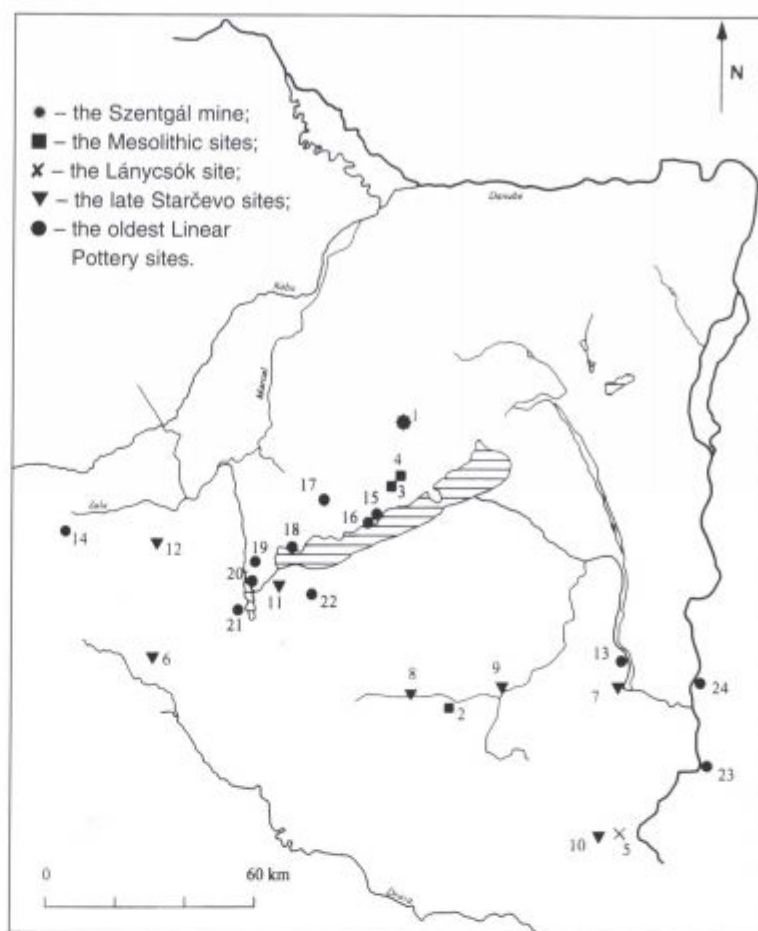 N
● – the Szentgál mine;
■ – the Mesolithic sites;
✘ – the Lánycsók site;
▼ – the late Starčevo sites;
● – the oldest Linear
Pottery sites.
Danube
Raba
Marcal
1
4
3
17
15
16
Zala
14
12
18
19
20
11
22
21
6
13
8
9
7
24
2
23
10
5
0
60 km
Drava